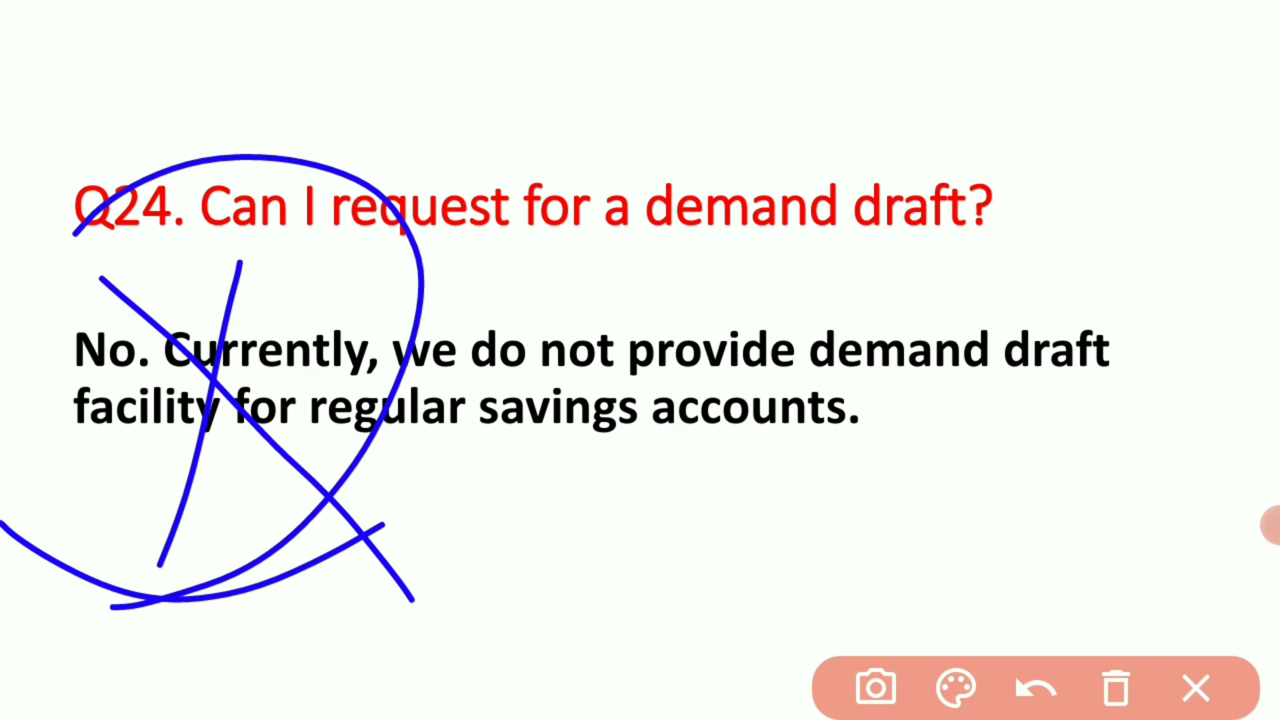 Q24. Can I request for a demand draft?
No. Currently, we do not provide demand draft
facility for regular savings accounts.